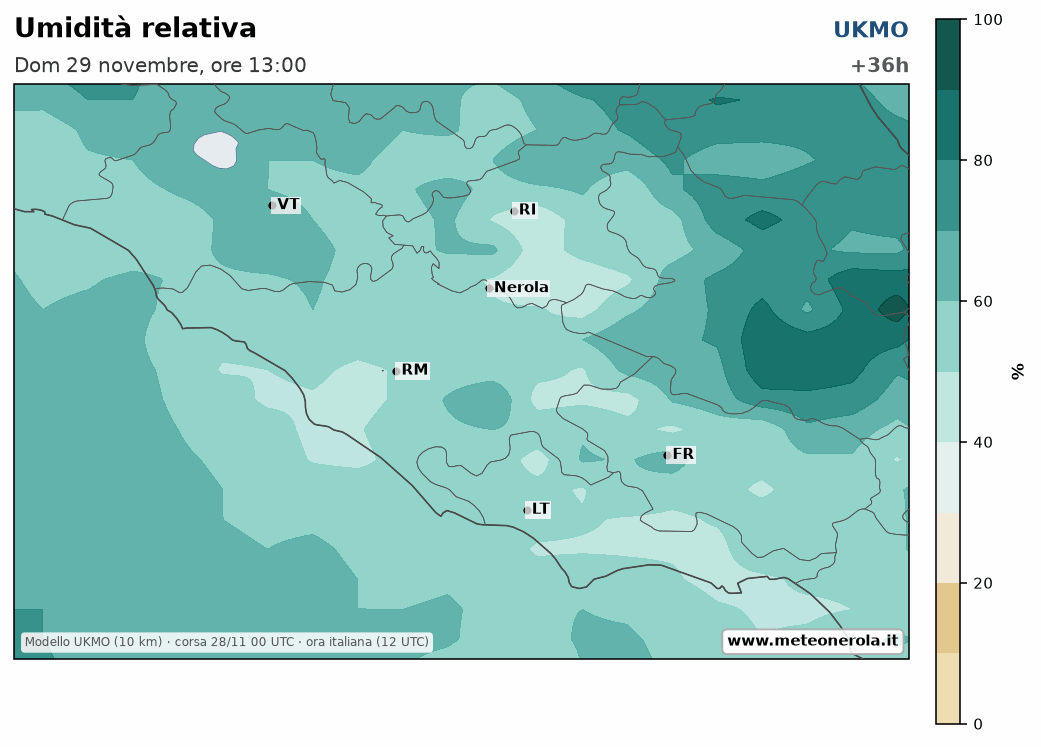 Umidità relativa
UKMO
Dom 29 novembre, ore 13:00
+36h
100
80
60
40
20
0
%
VT
RI
Nerola
RM
FR
LT
Modello UKMO (10 km) · corsa 28/11 00 UTC · ora italiana (12 UTC)
www.meteonerola.it